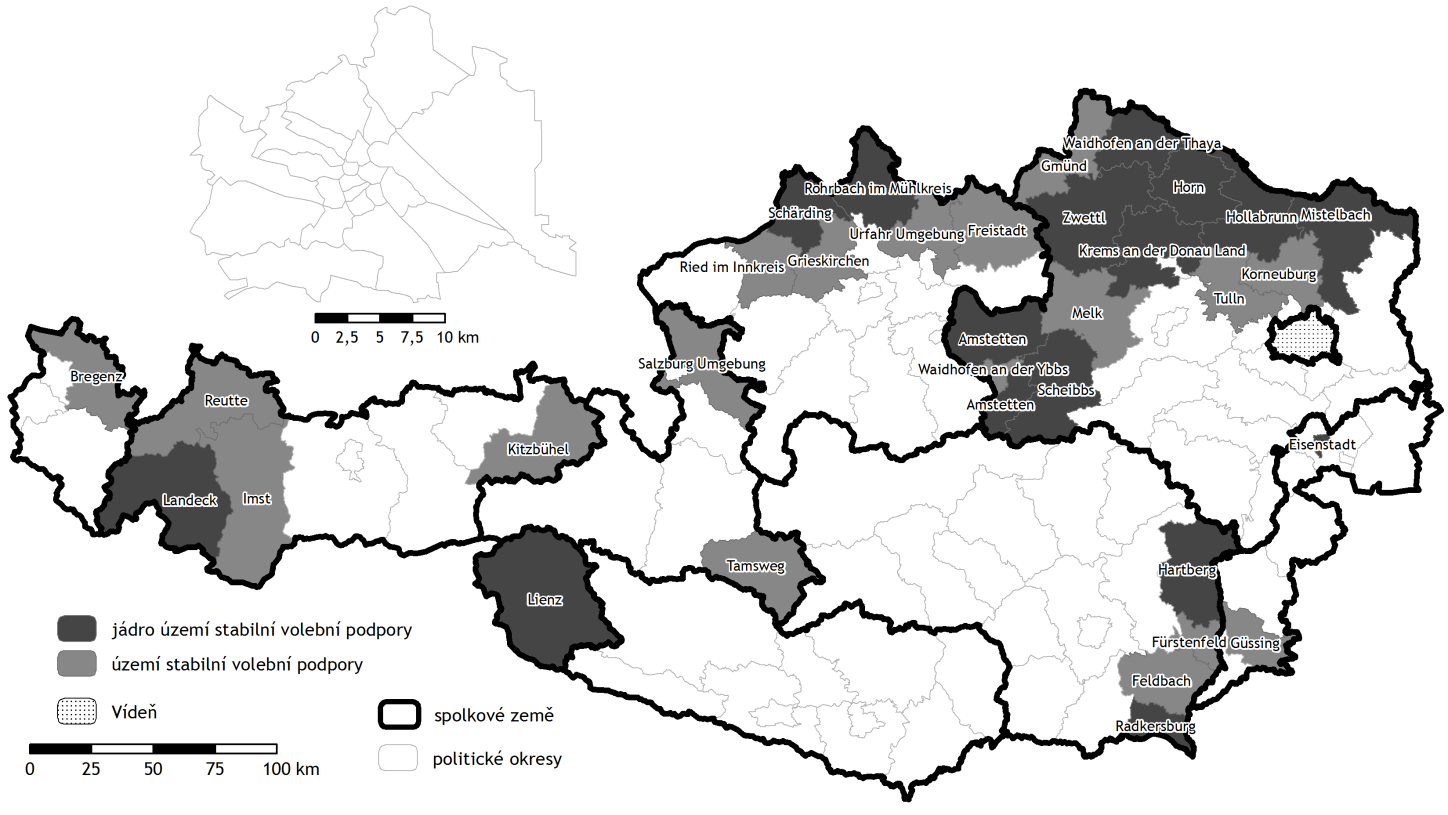 Waidhofen an der Thaya
Gmünd
Rohrbach im Mühlkreis
Horn
Schärding
Zwettl
Hollabrunn
Mistelbach
Urfahr Umgebung
Freistadt
Krems an der Donau Land
Ried im Innkreis
Grieskirchen
Korneuburg
Tulln
Melk
0 2,5 5 7,5 10 km
Amstetten
Salzburg Umgebung
Waidhofen an der Ybbs
Bregenz
Scheibbs
Reutte
Amstetten
Eisenstadt
Kitzbühel
Landeck
Imst
Tamsweg
Hartberg
Lienz
jádro území stabilní volební podpory
Fürstenfeld
Güssing
území stabilní volební podpory
Feldbach
Vídeň
spolkové země
Radkersburg
politické okresy
0 25 50 75 100 km